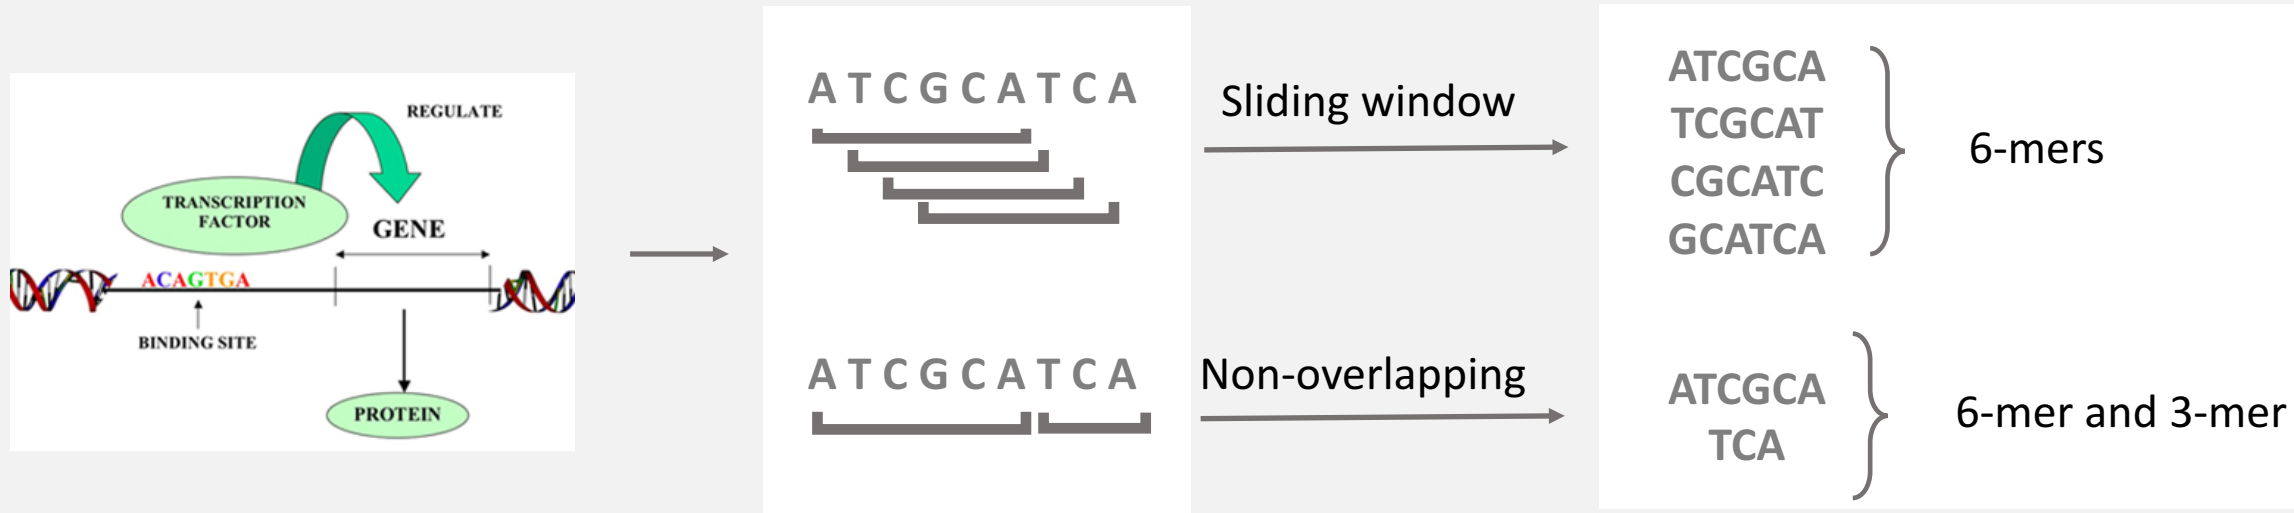 REGULATE
TRANSCRIPTION
FACTOR
GENE
ACAGTGA
BINDING SITE
PROTEIN
A T C G C A T C A
Sliding window
ATCGCA
TCGCAT
CGCATC
GCATCA
6-mers
A T C G C A T C A
Non-overlapping
ATCGCA
TCA
6-mer and 3-mer